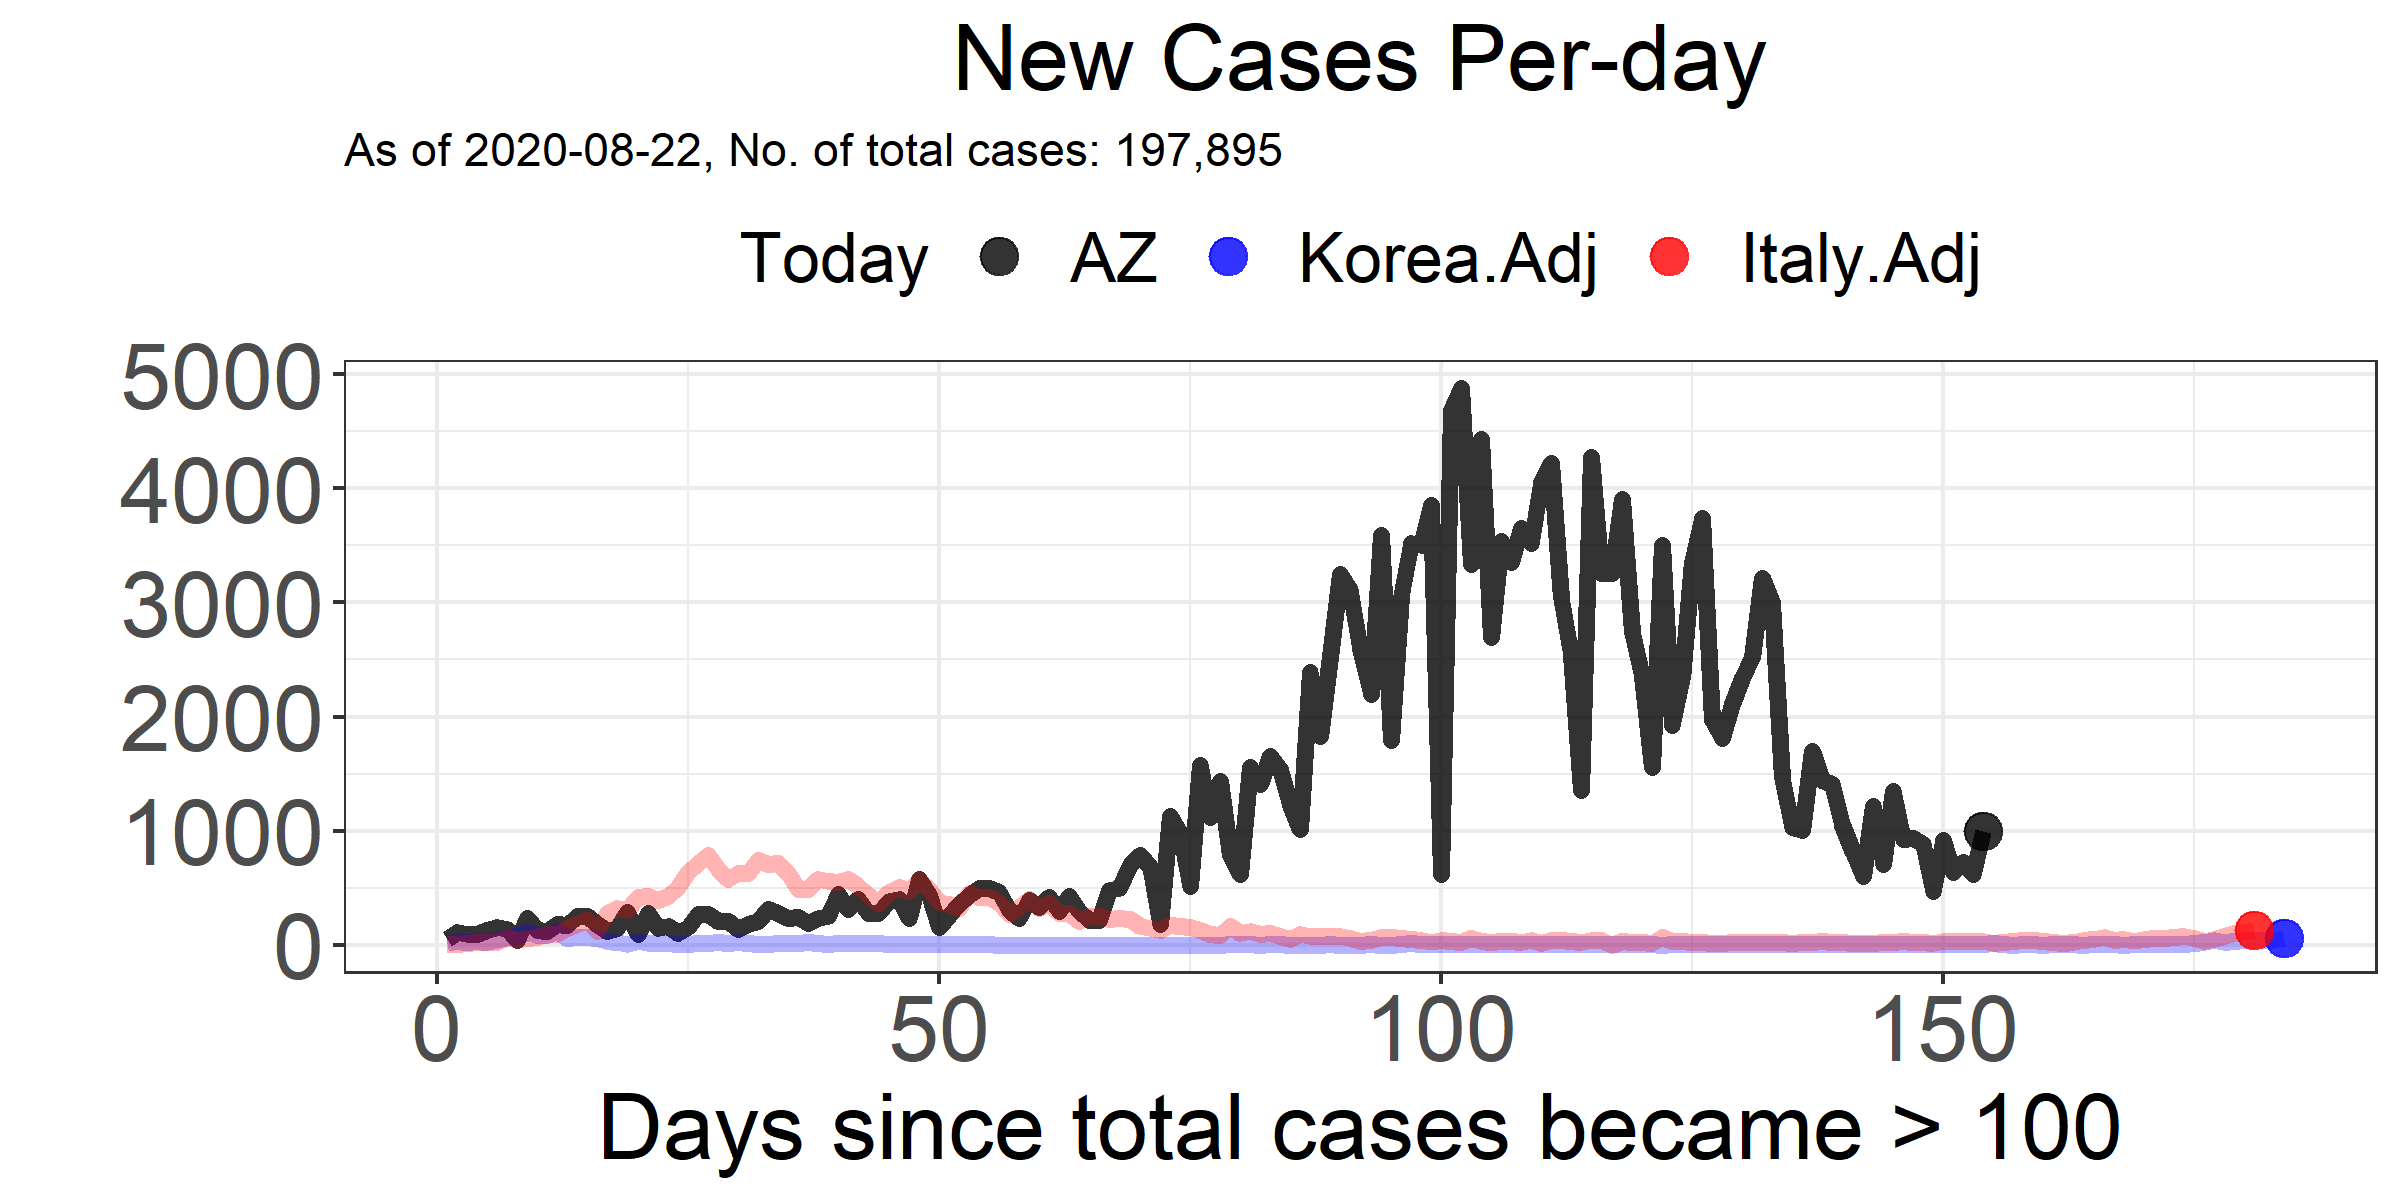 New Cases Per-day
As of 2020-08-22, No. of total cases: 197,895
Today AZ Korea.Adj Italy.Adj
5000
4000
3000
2000
1000
0
0 50 100 150
Days since total cases became > 100